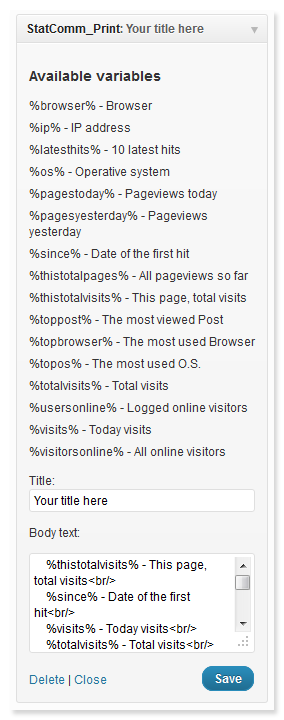 StatComm_Print: Your title here
Available variables
%browser% - Browser
%ip% - IP address
%latesthits% - 10 latest hits
%os% - Operative system
%pagestoday% - Pageviews today
%pagesyesterday% - Pageviews
yesterday
%since% - Date of the first hit
%thistotalpages% - All pageviews so far
%thistotalvisits% - This page, total visits
%toppost% - The most viewed Post
%topbrowser% - The most used Browser
%topos% - The most used O.S.
%totalvisits% - Total visits
%usersonline% - Logged online visitors
%visits% - Today visits
%visitorsonline% - All online visitors
Title:
Your title here
Body text:
%thistotalvisits% - This page,
total visits<br/>
%since% - Date of the first
hit<br/>
%visits% - Today visits<br/>
%totalvisits% - Total visits<br/>
Delete | Close
Save